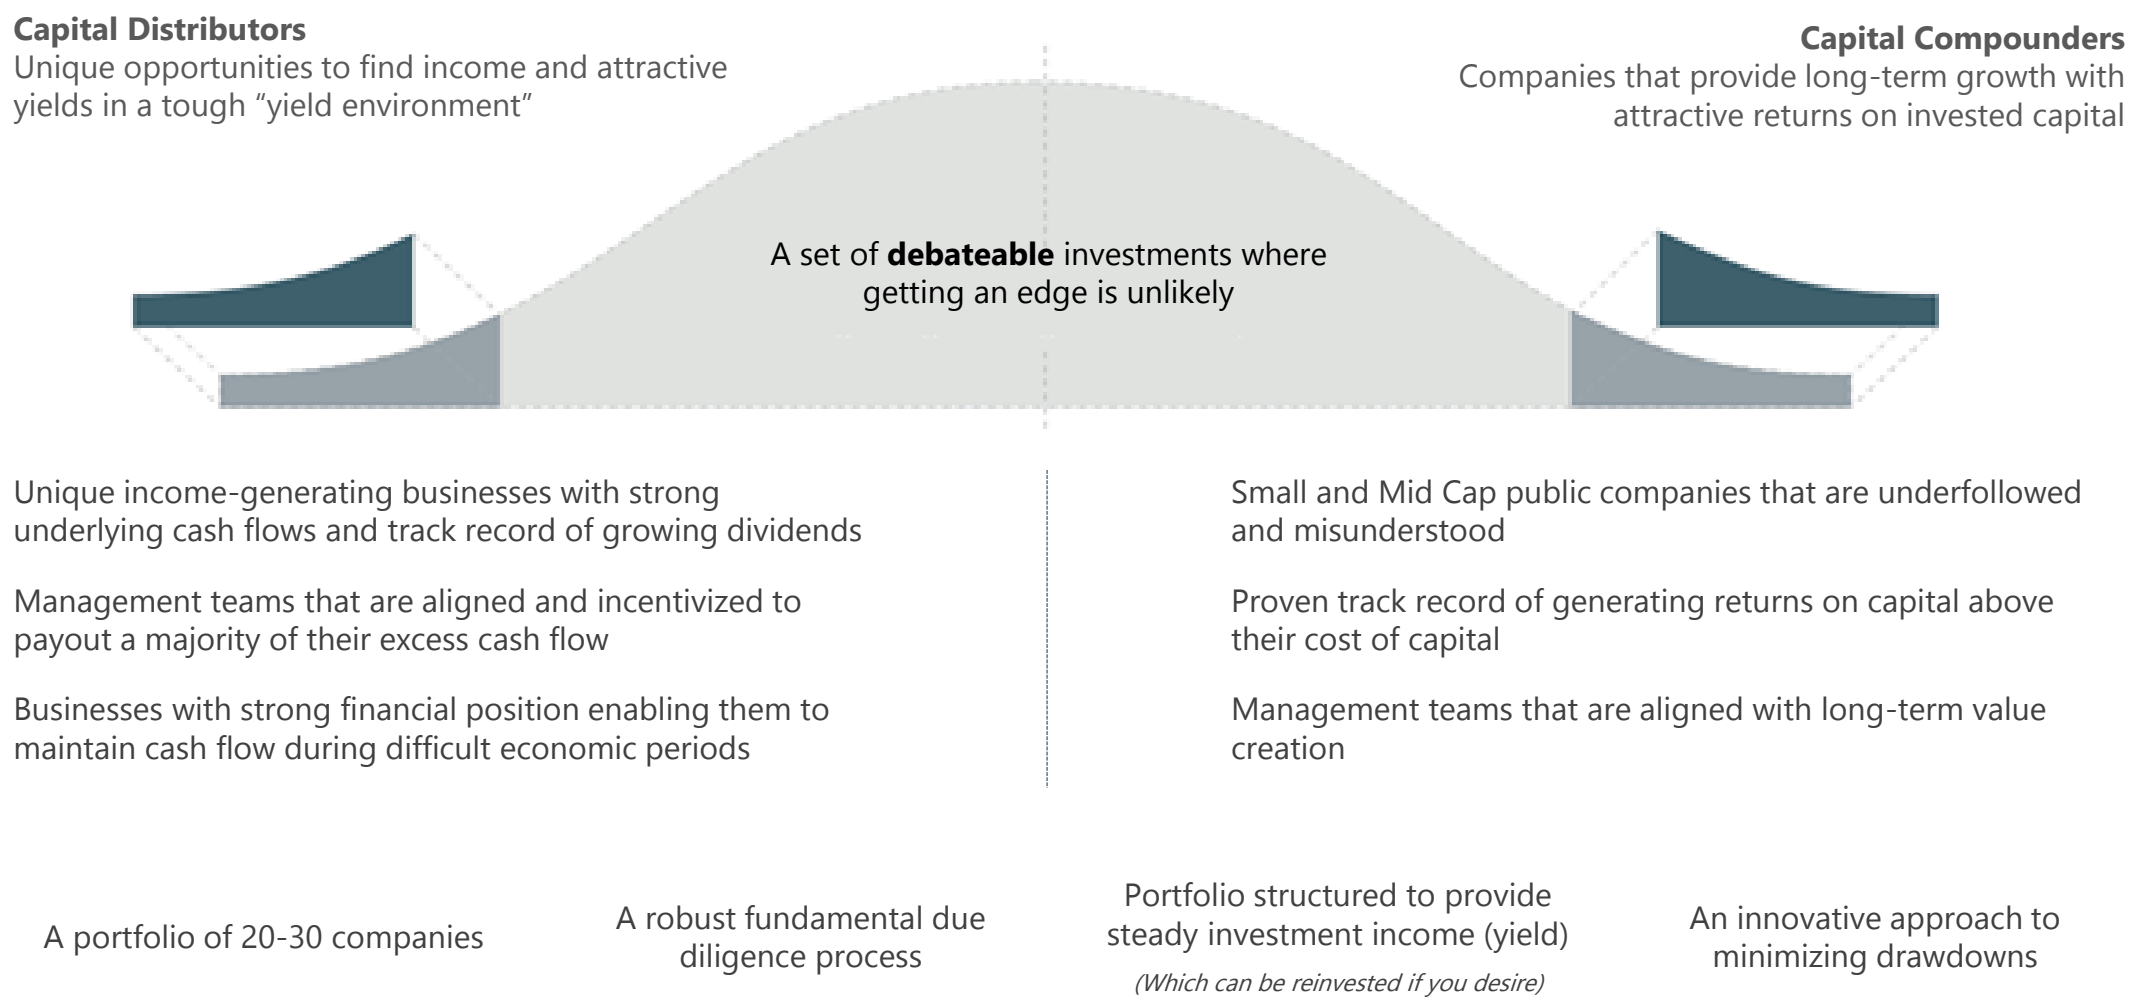 Capital Distributors
Unique opportunities to find income and attractive
yields in a tough “yield environment”
Capital Compounders
Companies that provide long-term growth with
attractive returns on invested capital
A set of debateable investments where
getting an edge is unlikely
Unique income-generating businesses with strong
underlying cash flows and track record of growing dividends
Management teams that are aligned and incentivized to
payout a majority of their excess cash flow
Businesses with strong financial position enabling them to
maintain cash flow during difficult economic periods
Small and Mid Cap public companies that are underfollowed
and misunderstood
Proven track record of generating returns on capital above
their cost of capital
Management teams that are aligned with long-term value
creation
A portfolio of 20-30 companies
A robust fundamental due
diligence process
Portfolio structured to provide
steady investment income (yield)
(Which can be reinvested if you desire)
An innovative approach to
minimizing drawdowns